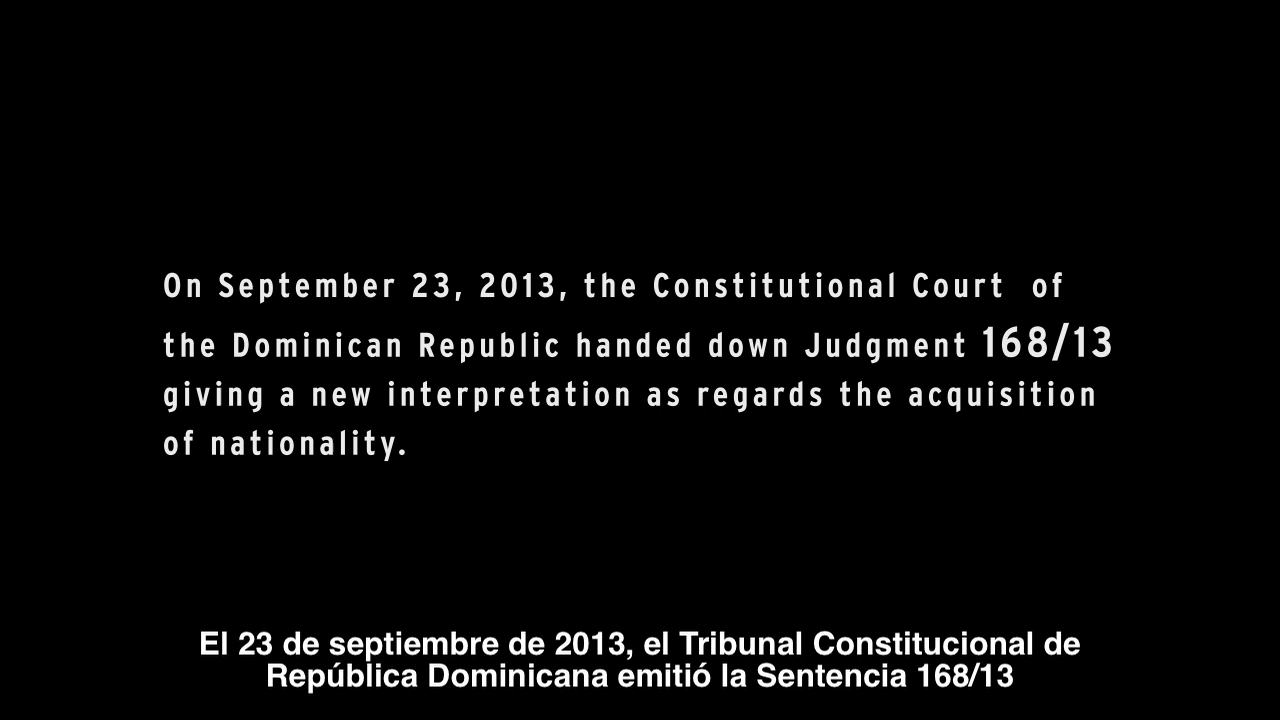 On September 23, 2013, the Constitutional Court of
the Dominican Republic handed down Judgment 168/13
giving a new interpretation as regards the acquisition
of nationality.
El 23 de septiembre de 2013, el Tribunal Constitucional de
República Dominicana emitió la Sentencia 168/13